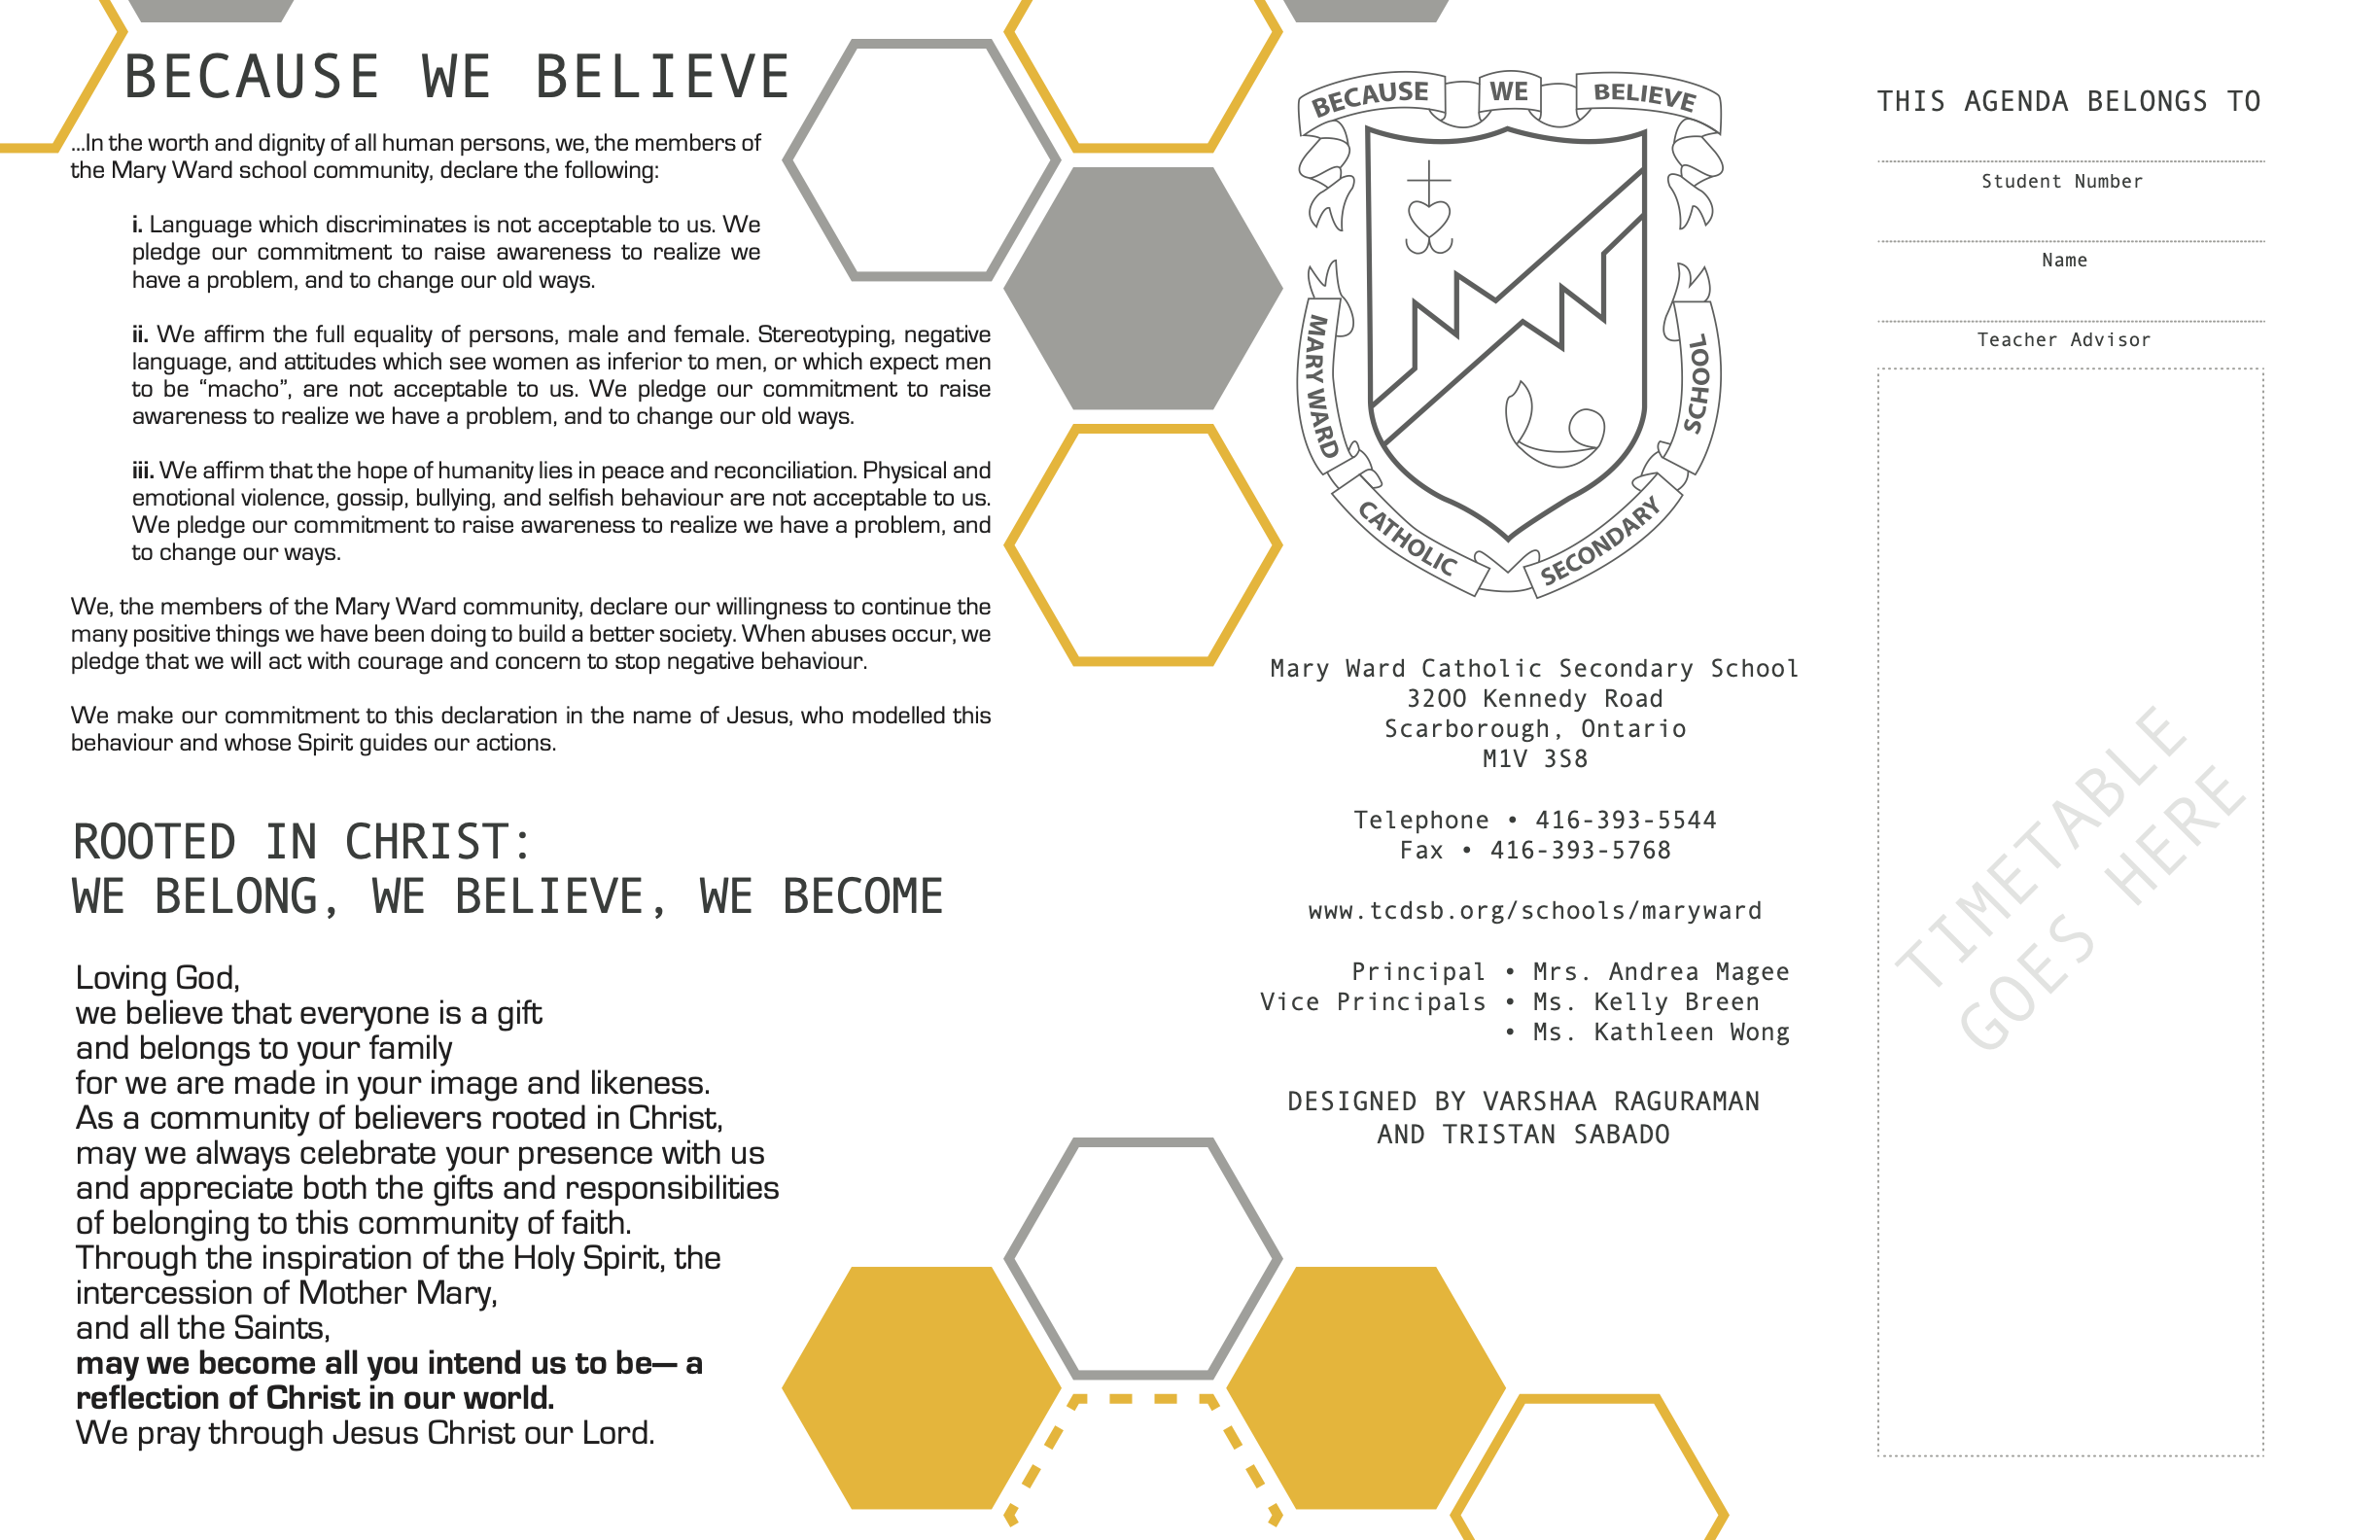 BECAUSE WE BELIEVE
...In the worth and dignity of all human persons, we, the members of
the Mary Ward school community, declare the following:
i. Language which discriminates is not acceptable to us. We
pledge our commitment to raise awareness to realize we
have a problem, and to change our old ways.
ii. We affirm the full equality of persons, male and female. Stereotyping, negative
language, and attitudes which see women as inferior to men, or which expect men
to be “macho”, are not acceptable to us. We pledge our commitment to raise
awareness to realize we have a problem, and to change our old ways.
iii. We affirm that the hope of humanity lies in peace and reconciliation. Physical and
emotional violence, gossip, bullying, and selfish behaviour are not acceptable to us.
We pledge our commitment to raise awareness to realize we have a problem, and
to change our ways.
We, the members of the Mary Ward community, declare our willingness to continue the
many positive things we have been doing to build a better society. When abuses occur, we
pledge that we will act with courage and concern to stop negative behaviour.
We make our commitment to this declaration in the name of Jesus, who modelled this
behaviour and whose Spirit guides our actions.
ROOTED IN CHRIST:
WE BELONG, WE BELIEVE, WE BECOME
Loving God,
we believe that everyone is a gift
and belongs to your family
for we are made in your image and likeness.
As a community of believers rooted in Christ,
may we always celebrate your presence with us
and appreciate both the gifts and responsibilities
of belonging to this community of faith.
Through the inspiration of the Holy Spirit, the
intercession of Mother Mary,
and all the Saints,
may we become all you intend us to be— a
reflection of Christ in our world.
We pray through Jesus Christ our Lord.
BECAUSE WE BELIEVE
MARY WARD CATHOLIC SECONDARY SCHOOL
Mary Ward Catholic Secondary School
3200 Kennedy Road
Scarborough, Ontario
M1V 3S8
Telephone • 416-393-5544
Fax • 416-393-5768
www.tcdsb.org/schools/maryward
Principal • Mrs. Andrea Magee
Vice Principals • Ms. Kelly Breen
• Ms. Kathleen Wong
DESIGNED BY VARSHAA RAGURAMAN
AND TRISTAN SABADO
THIS AGENDA BELONGS TO
Student Number
Name
Teacher Advisor
TIMETABLE
GOES HERE